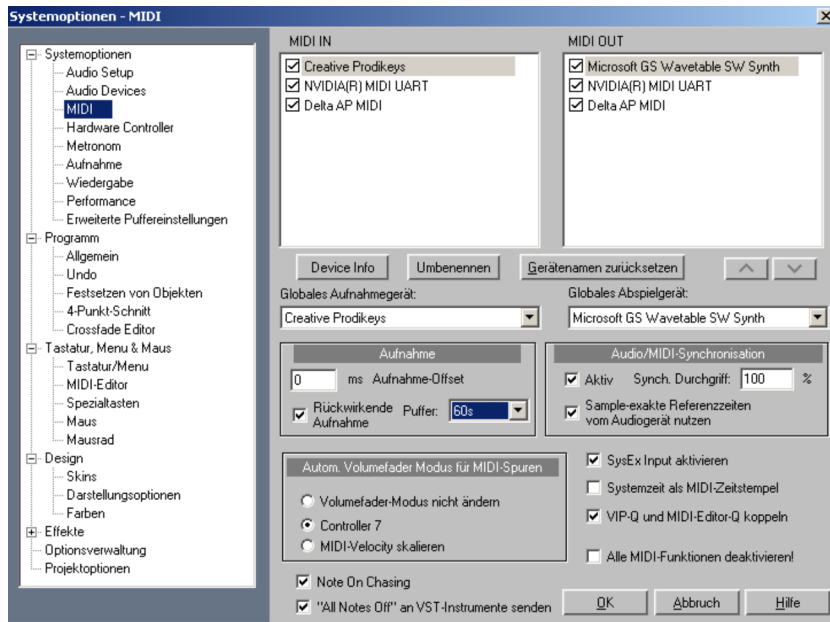 Systemoptionen - MIDI
Systemoptionen
Audio Setup
Audio Devices
MIDI
Hardware Controller
Metronom
Aufnahme
Wiedergabe
Performance
Erweiterte Puffereinstellungen
Programm
Allgemein
Undo
Festsetzen von Objekten
4-Punkt-Schnitt
Crossfade Editor
Tastatur, Menu & Maus
Tastatur/Menu
MIDI-Editor
Spezialtasten
Maus
Mausrad
Design
Skins
Darstellungsoptionen
Farben
Effekte
Optionsverwaltung
Projektoptionen
MIDI IN
Creative Prodikeys
NVIDIA(R) MIDI UART
Delta AP MIDI
MIDI OUT
Microsoft GS Wavetable SW Synth
NVIDIA(R) MIDI UART
Delta AP MIDI
Device Info
Umbenennen
Gerätenamen zurücksetzen
Globales Aufnahmegerät:
Creative Prodikeys
Globales Abspielgerät:
Microsoft GS Wavetable SW Synth
Aufnahme
0 ms Aufnahme-Offset
Rückwirkende Aufnahme Puffer: 60s
Audio/MIDI-Synchronisation
Aktiv Synch. Durchgriff: 100 %
Sample-exakte Referenzzeiten
vom Audiogerät nutzen
Autom. Volumefader Modus für MIDI-Spuren
Volumefader-Modus nicht ändern
Controller 7
MIDI-Velocity skalieren
SysEx Input aktivieren
Systemzeit als MIDI-Zeitstempel
VIP-Q und MIDI-Editor-Q koppeln
Alle MIDI-Funktionen deaktivieren!
Note On Chasing
"All Notes Off" an VST-Instrumente senden
OK
Abbruch
Hilfe